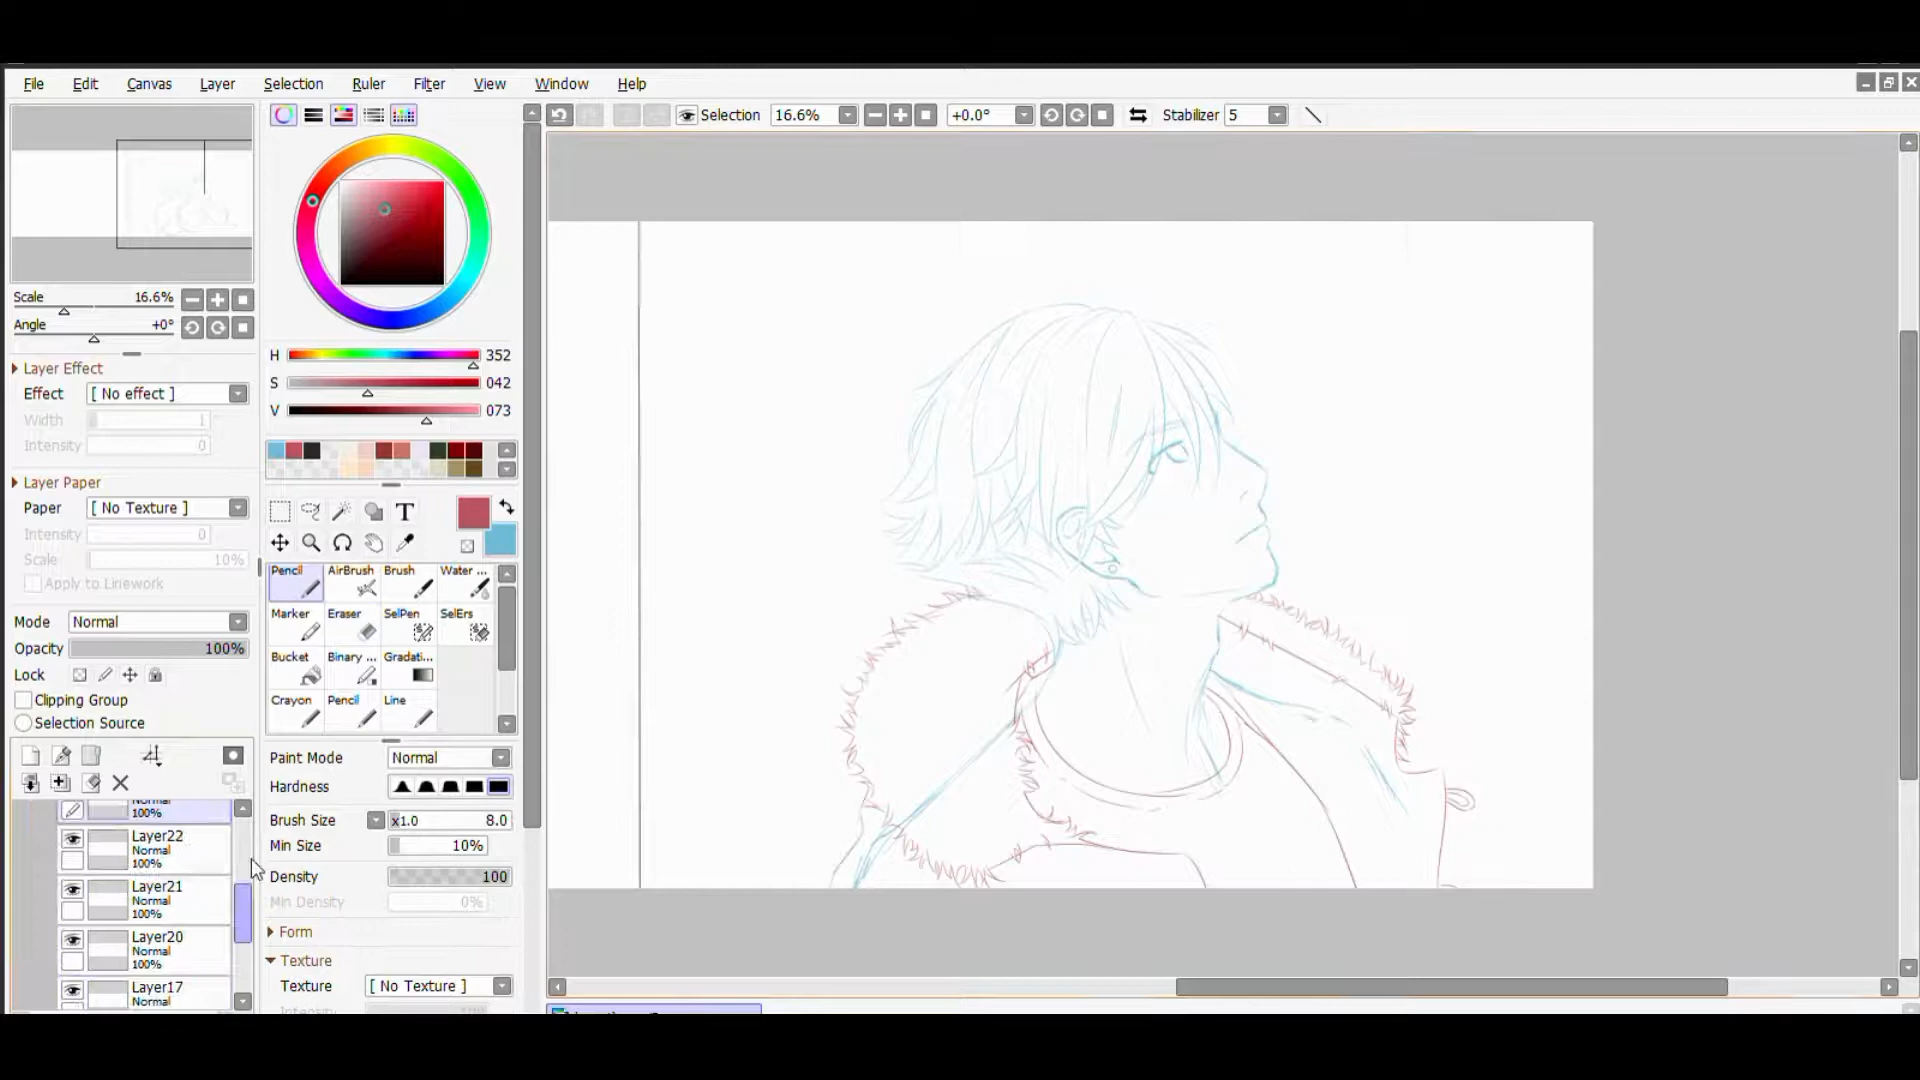 File Edit Canvas Layer Selection Ruler Filter View Window Help
Selection 16.6% +0.0° Stabilizer 5
Scale 16.6%
Angle +0°
Layer Effect
Effect [ No effect ]
Width 1
Intensity 0
Layer Paper
Paper [ No Texture ]
Intensity 0
Scale 10%
Apply to Linework
Mode Normal
Opacity 100%
Lock
Clipping Group
Selection Source
Normal
100%
Layer22
Normal
100%
Layer21
Normal
100%
Layer20
Normal
100%
Layer17
Normal
H 352
S 042
V 073
T
Pencil AirBrush Brush Water ...
Marker Eraser SelPen SelErs
Bucket Binary ... Gradati...
Crayon Pencil Line
Paint Mode Normal
Hardness
Brush Size x1.0 8.0
Min Size 10%
Density 100
Min Density 0%
Form
Texture
Texture [ No Texture ]
Intensity